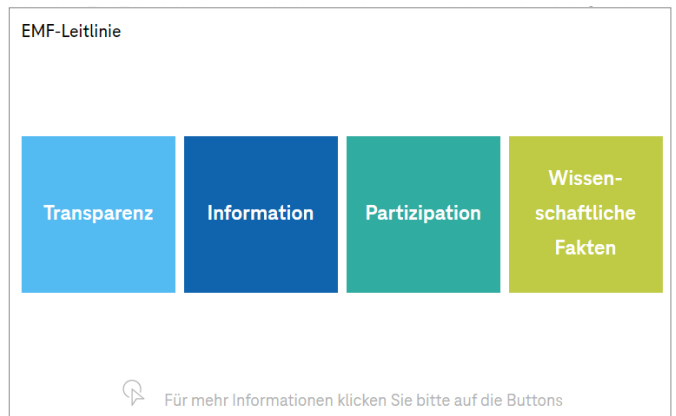 EMF-Leitlinie
Transparenz
Information
Partizipation
Wissen-
schaftliche
Fakten
Für mehr Informationen klicken Sie bitte auf die Buttons